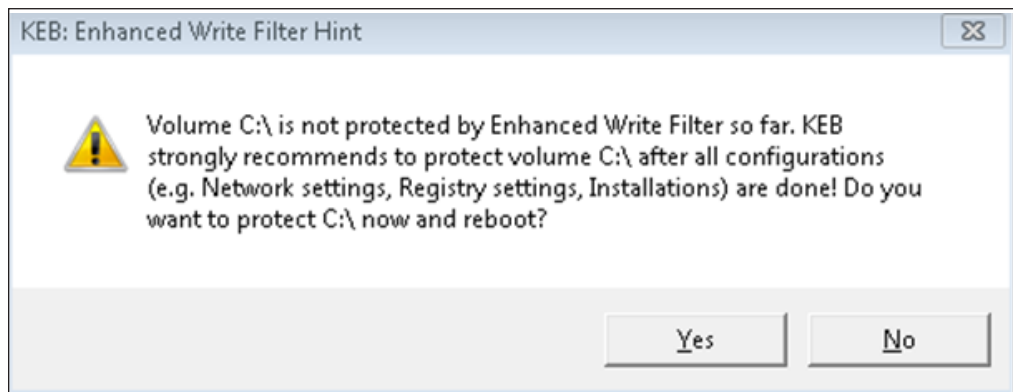 KEB: Enhanced Write Filter Hint
Volume C:\ is not protected by Enhanced Write Filter so far. KEB
strongly recommends to protect volume C:\ after all configurations
(e.g. Network settings, Registry settings, Installations) are done! Do you
want to protect C:\ now and reboot?
Yes
No